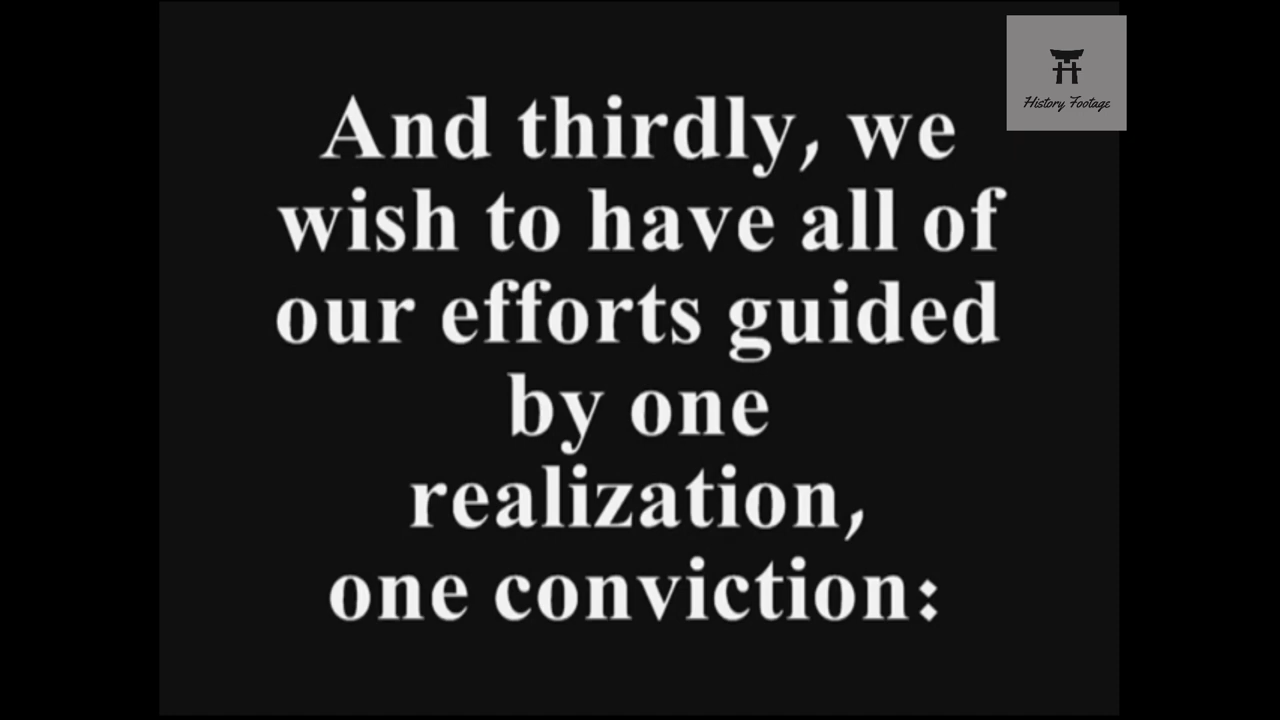 And thirdly, we
wish to have all of
our efforts guided
by one
realization,
one conviction:
History Footage